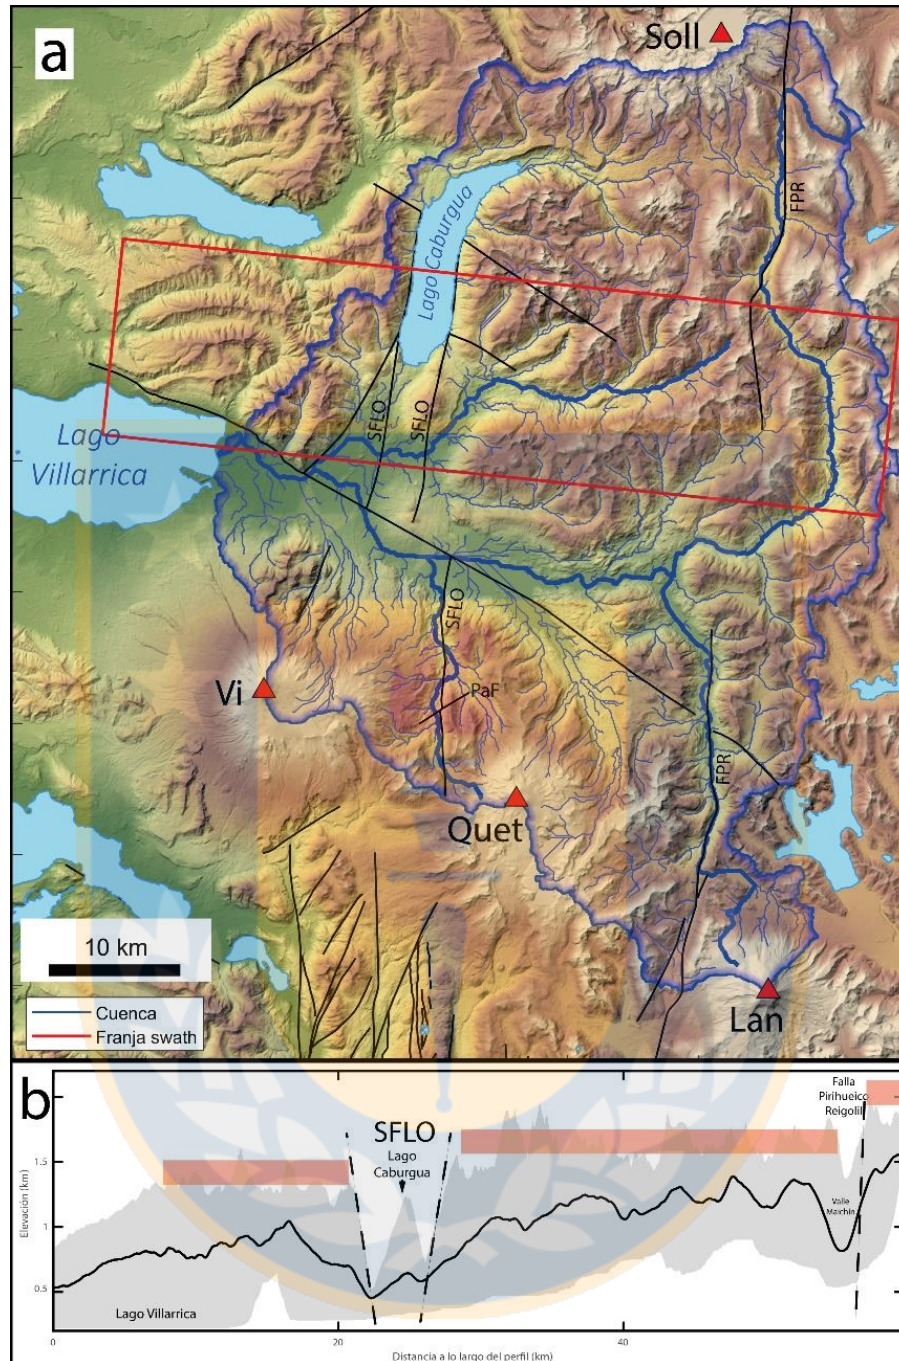 a
Soll
FPR
Lago Caburgua
SFLO
SFLO
Lago
Villarrica
SFLO
PaF
Vi
Quet
FPR
Lan
10 km
Cuenca
Franja swath
b
Falla
Pirihueico
Reigolil
SFLO
Lago
Caburgua
1.5
Elevación (km)
1
Valle
Maichin
0.5
Lago Villarrica
0
20
40
Distancia a lo largo del perfil (km)